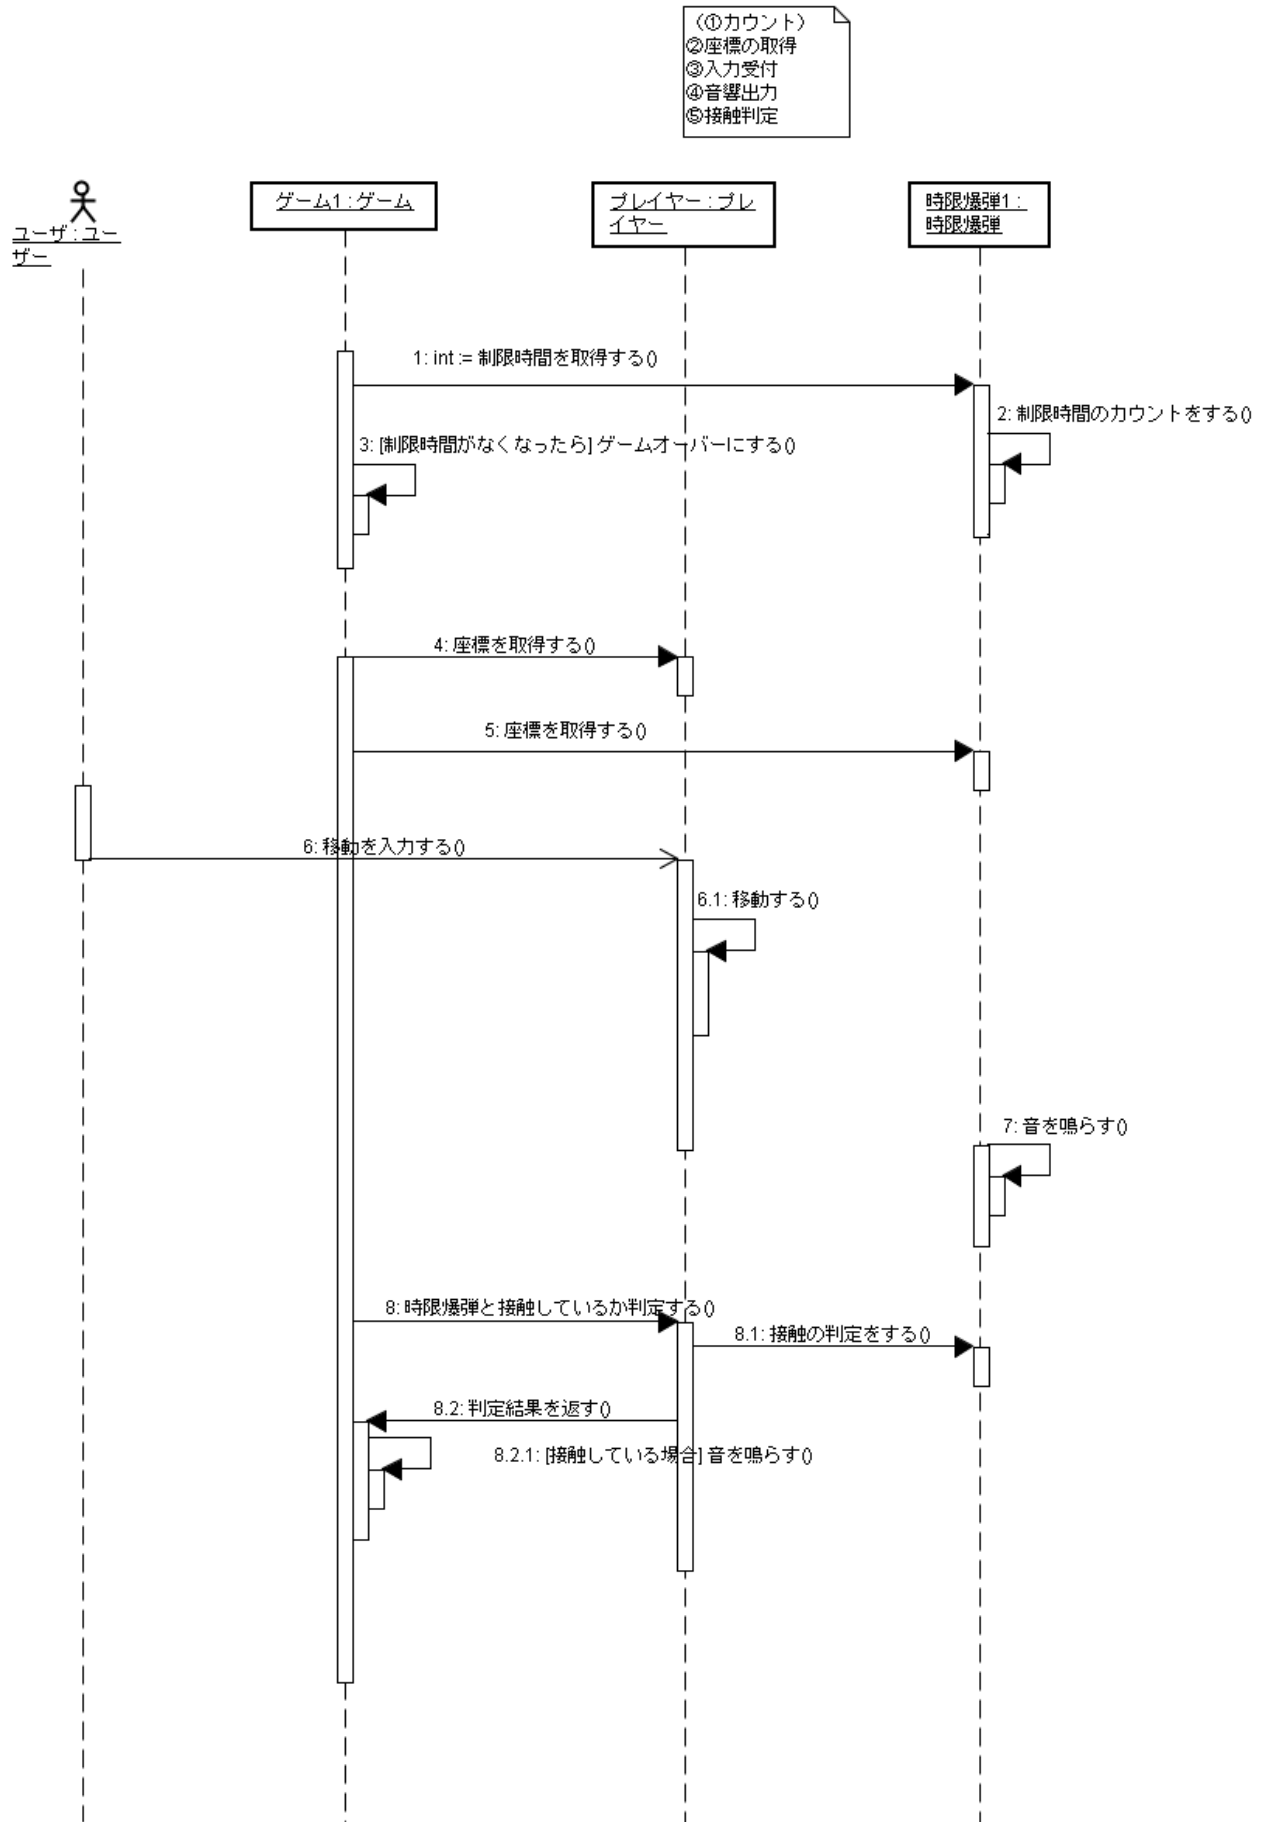 （①カウント）
②座標の取得
③入力受付
④音響出力
⑤接触判定
ユーザ : ユー
ザー
ゲーム1 : ゲーム
プレイヤー : プレ
イヤー
時限爆弾1 :
時限爆弾
1: int := 制限時間を取得する()
2: 制限時間のカウントをする()
3: [制限時間がなくなったら] ゲームオーバーにする()
4: 座標を取得する()
5: 座標を取得する()
6: 移動を入力する()
6.1: 移動する()
7: 音を鳴らす()
8: 時限爆弾と接触しているか判定する()
8.1: 接触の判定をする()
8.2: 判定結果を返す()
8.2.1: [接触している場合] 音を鳴らす()